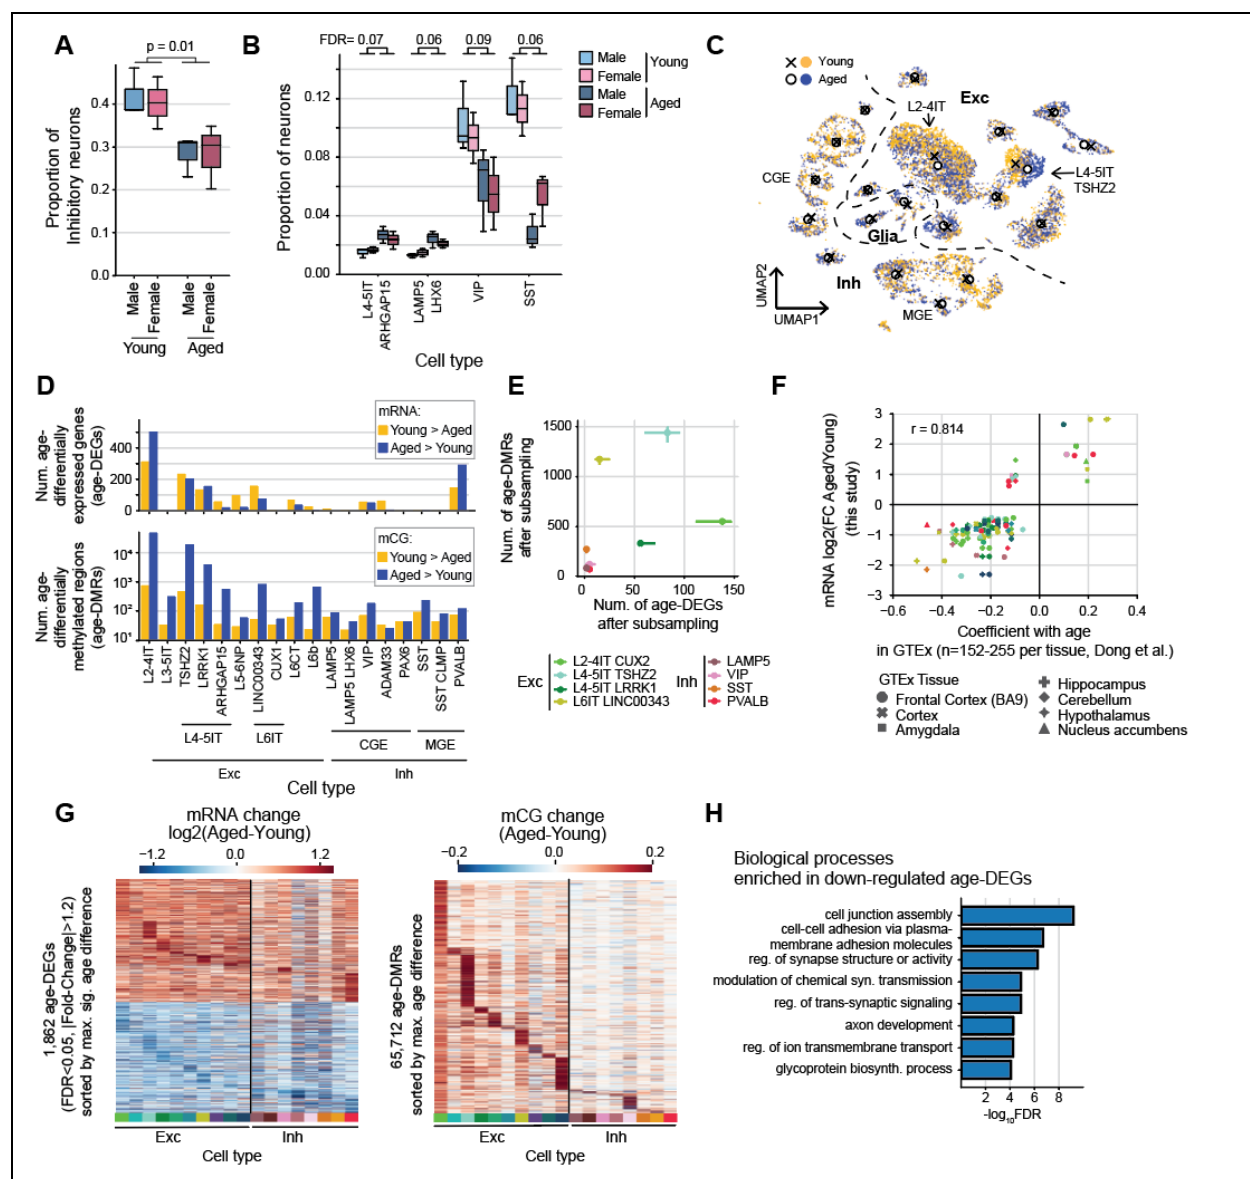 A
p = 0.01
Proportion of
Inhibitory neurons
0.4
0.3
0.2
0.1
0.0
Male
Female
Male
Female
Young
Aged
B
FDR= 0.07
0.06
0.09
0.06
Male
Female
Young
Male
Female
Aged
Proportion of neurons
0.12
0.08
0.04
0.00
L4-5IT
ARHGAP15
LAMP5
LHX6
VIP
SST
Cell type
C
Young
Aged
Exc
L2-4IT
CGE
L4-5IT
TSHZ2
Glia
Inh
MGE
UMAP2
UMAP1
D
Num. age-
differentially
expressed genes
(age-DEGs)
400
200
0
mRNA:
Young > Aged
Aged > Young
Num. age-
differentially
methylated regions
(age-DMRs)
10⁴
10³
10²
10¹
mCG:
Young > Aged
Aged > Young
L2-4IT
L3-5IT
TSHZ2
LRRK1
ARHGAP15
L5-6NP
LINC00343
CUX1
L6CT
L6b
LAMP5
LAMP5 LHX6
VIP
ADAM33
PAX6
SST
SST CLMP
PVALB
L4-5IT
L6IT
CGE
MGE
Exc
Inh
Cell type
E
Num. of age-DMRs
after subsampling
1500
1000
500
0
0
50
100
150
Num. of age-DEGs
after subsampling
Exc
L2-4IT CUX2
L4-5IT TSHZ2
L4-5IT LRRK1
L6IT LINC00343
Inh
LAMP5
VIP
SST
PVALB
F
r = 0.814
mRNA log2(FC Aged/Young)
(this study)
3
2
1
0
−1
−2
−3
−0.6
−0.4
−0.2
0.0
0.2
0.4
Coefficient with age
in GTEx (n=152-255 per tissue, Dong et al.)
GTEx Tissue
Frontal Cortex (BA9)
Cortex
Amygdala
Hippocampus
Cerebellum
Hypothalamus
Nucleus accumbens
G
mRNA change
log2(Aged-Young)
−1.2
0.0
1.2
1,862 age-DEGs
(FDR<0.05, |Fold-Change|>1.2)
sorted by max. sig. age difference
Exc
Inh
Cell type
mCG change
(Aged-Young)
−0.2
0.0
0.2
65,712 age-DMRs
sorted by max. age difference
Exc
Inh
Cell type
H
Biological processes
enriched in down-regulated age-DEGs
cell junction assembly
cell-cell adhesion via plasma-
membrane adhesion molecules
reg. of synapse structure or activity
modulation of chemical syn. transmission
reg. of trans-synaptic signaling
axon development
reg. of ion transmembrane transport
glycoprotein biosynth. process
0
2
4
6
8
-log₁₀FDR